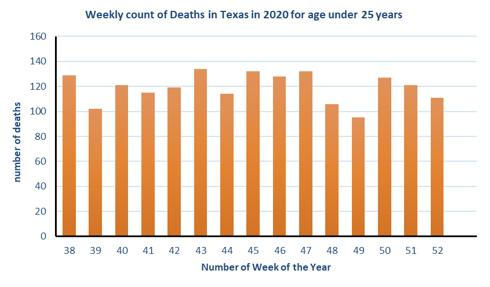 Weekly count of Deaths in Texas in 2020 for age under 25 years
160
140
120
100
80
60
40
20
0
number of deaths
38 39 40 41 42 43 44 45 46 47 48 49 50 51 52
Number of Week of the Year